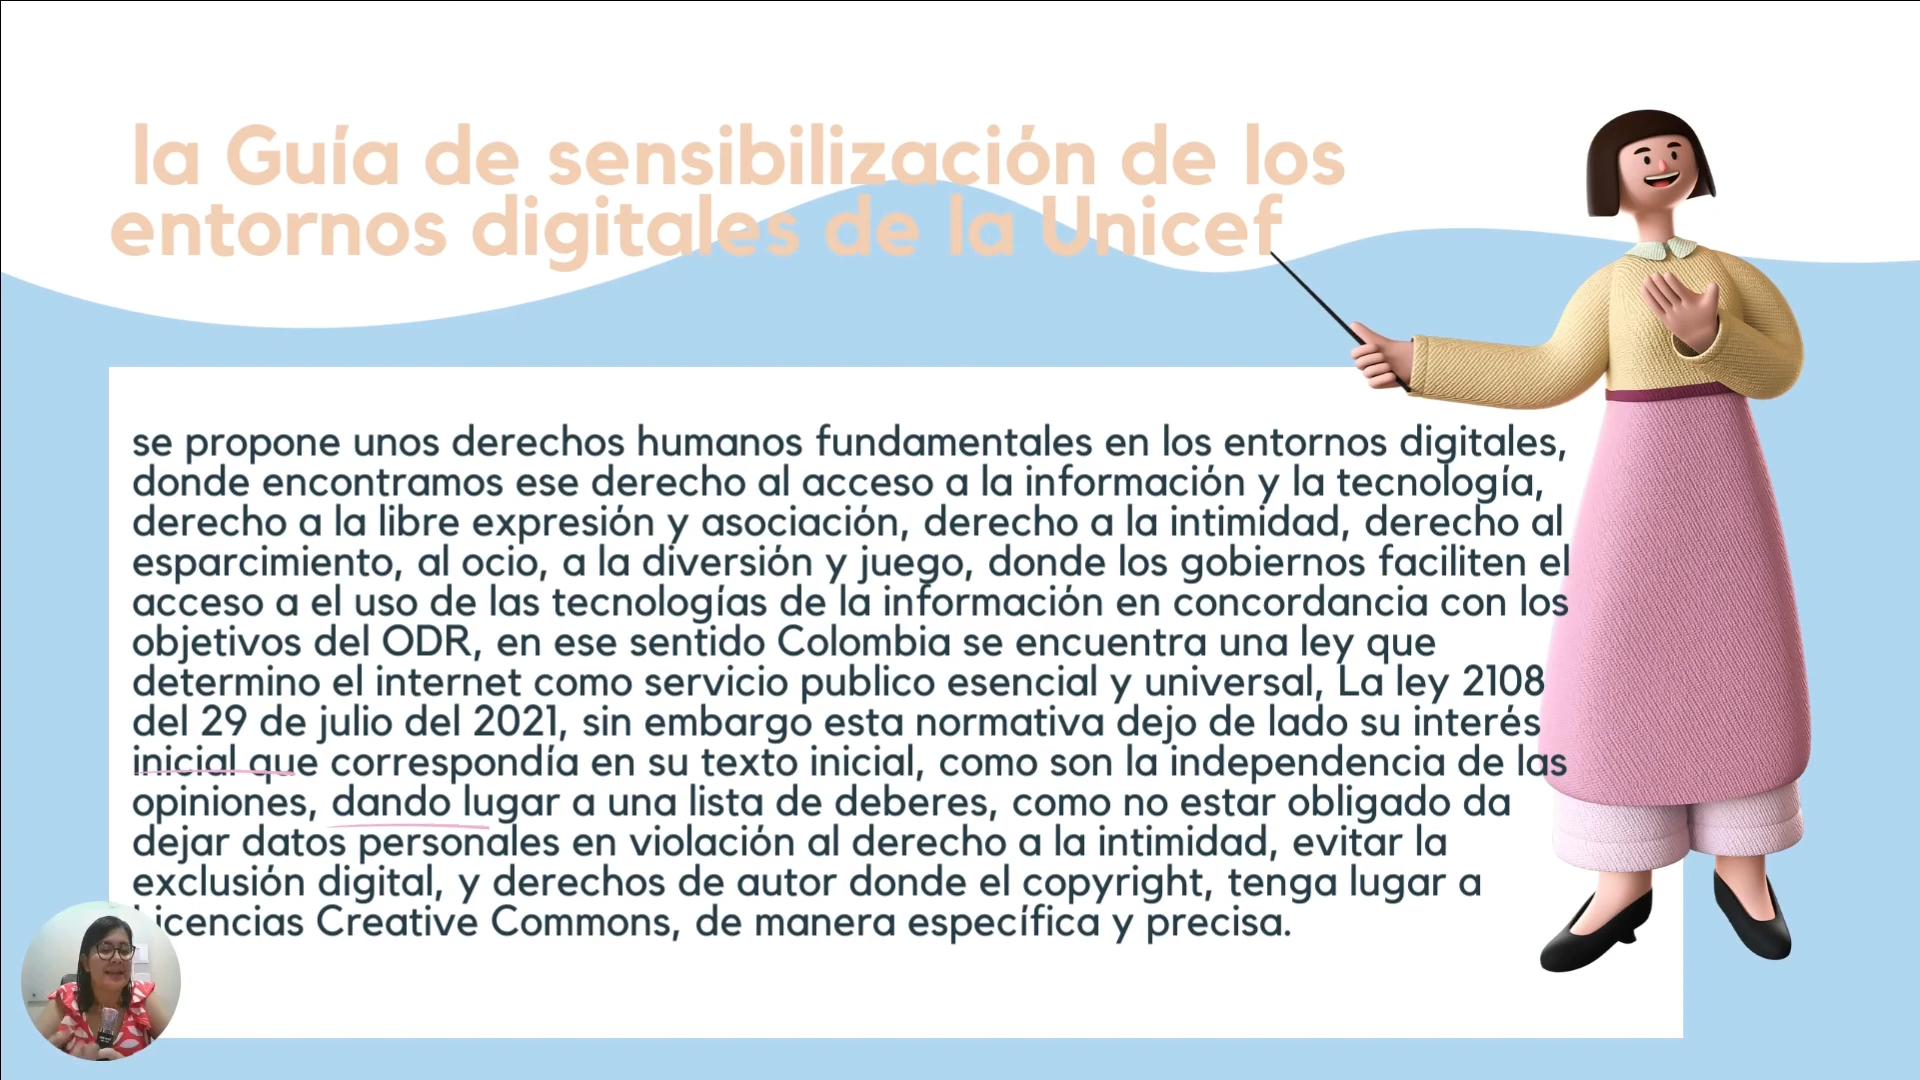 la Guía de sensibilización de los
entornos digitales de la Unicef
se propone unos derechos humanos fundamentales en los entornos digitales,
donde encontramos ese derecho al acceso a la información y la tecnología,
derecho a la libre expresión y asociación, derecho a la intimidad, derecho al
esparcimiento, al ocio, a la diversión y juego, donde los gobiernos faciliten el
acceso a el uso de las tecnologías de la información en concordancia con los
objetivos del ODR, en ese sentido Colombia se encuentra una ley que
determino el internet como servicio publico esencial y universal, La ley 2108
del 29 de julio del 2021, sin embargo esta normativa dejo de lado su interés
inicial que correspondía en su texto inicial, como son la independencia de las
opiniones, dando lugar a una lista de deberes, como no estar obligado da
dejar datos personales en violación al derecho a la intimidad, evitar la
exclusión digital, y derechos de autor donde el copyright, tenga lugar a
Licencias Creative Commons, de manera específica y precisa.